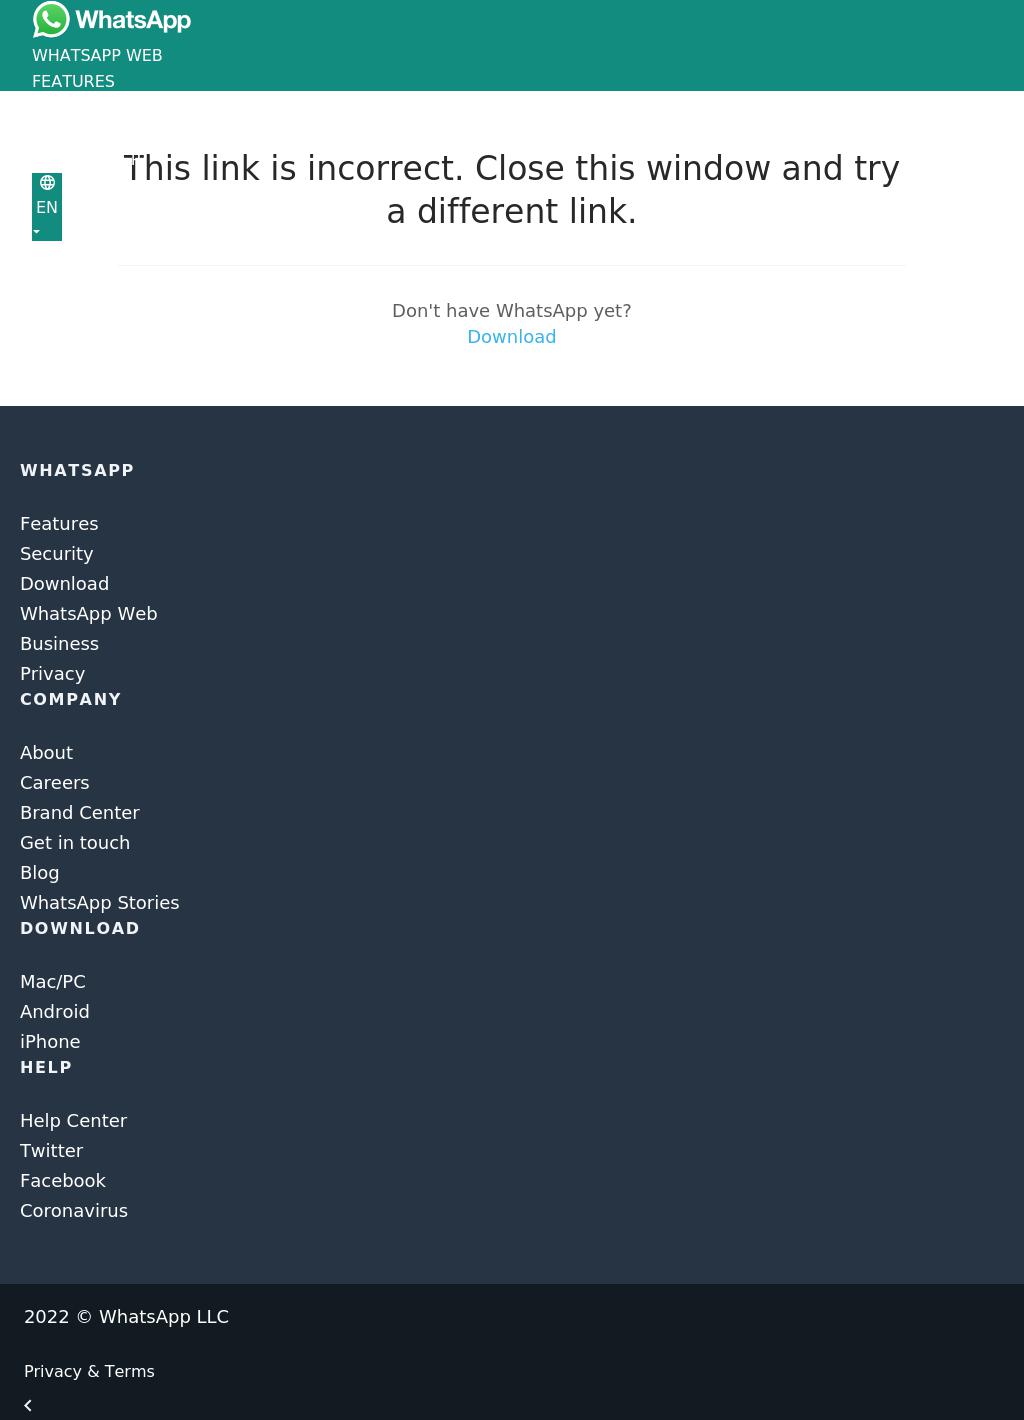 WhatsApp
WHATSAPP WEB
FEATURES
This link is incorrect. Close this window and try
a different link.
EN
Don't have WhatsApp yet?
Download
WHATSAPP
Features
Security
Download
WhatsApp Web
Business
Privacy
COMPANY
About
Careers
Brand Center
Get in touch
Blog
WhatsApp Stories
DOWNLOAD
Mac/PC
Android
iPhone
HELP
Help Center
Twitter
Facebook
Coronavirus
2022 © WhatsApp LLC
Privacy & Terms